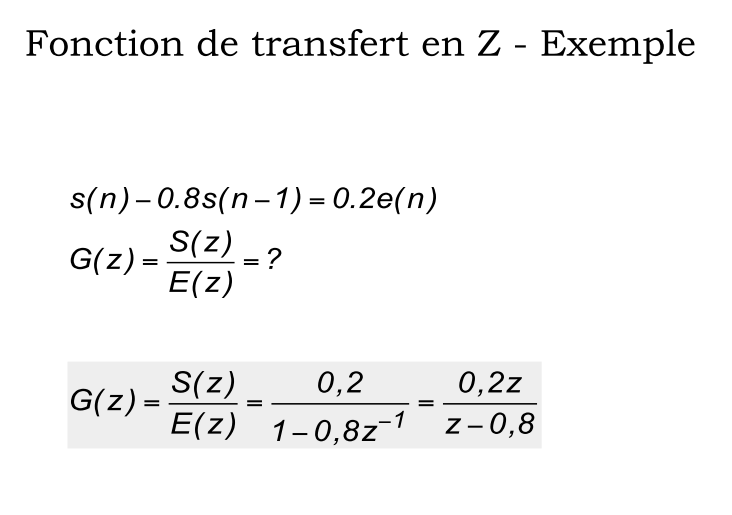 Fonction de transfert en Z - Exemple
s(n) – 0.8s(n – 1) = 0.2e(n)
G(z) = S(z) / E(z) = ?
G(z) = S(z) / E(z) = 0,2 / 1 – 0,8z⁻¹ = 0,2z / z – 0,8